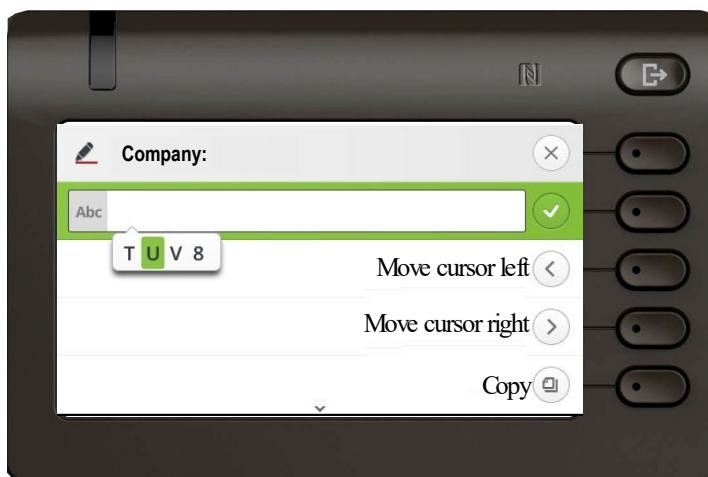 Company:
Abc
T U V 8
Move cursor left
Move cursor right
Copy